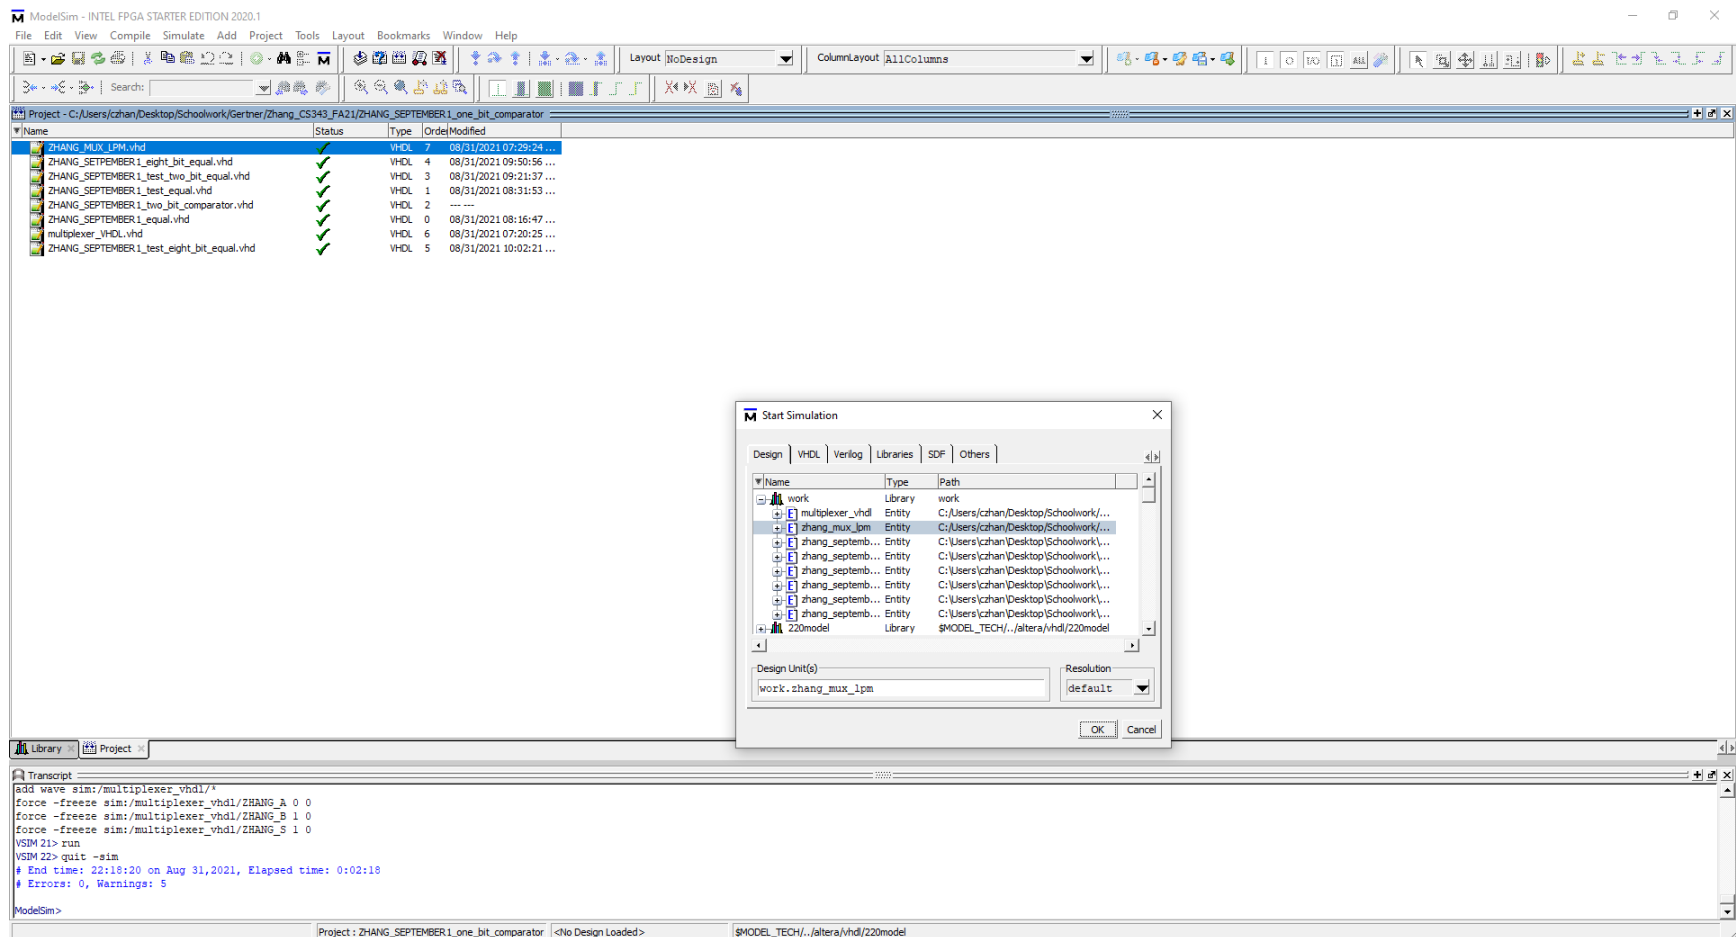 ModelSim - INTEL FPGA STARTER EDITION 2020.1
File Edit View Compile Simulate Add Project Tools Layout Bookmarks Window Help
Layout NoDesign ColumnLayout AllColumns
Search:
Project - C:/Users/czhan/Desktop/Schoolwork/Gertner/Zhang_CS343_FA21/ZHANG_SEPTEMBER1_one_bit_comparator
Name Status Type Order Modified
ZHANG_MUX_LPM.vhd VHDL 7 08/31/2021 07:29:24 ...
ZHANG_SETPEMBER1_eight_bit_equal.vhd VHDL 4 08/31/2021 09:50:56 ...
ZHANG_SEPTEMBER1_test_two_bit_equal.vhd VHDL 3 08/31/2021 09:21:37 ...
ZHANG_SEPTEMBER1_test_equal.vhd VHDL 1 08/31/2021 08:31:53 ...
ZHANG_SEPTEMBER1_two_bit_comparator.vhd VHDL 2 --- ---
ZHANG_SEPTEMBER1_equal.vhd VHDL 0 08/31/2021 08:16:47 ...
multiplexer_VHDL.vhd VHDL 6 08/31/2021 07:20:25 ...
ZHANG_SEPTEMBER1_test_eight_bit_equal.vhd VHDL 5 08/31/2021 10:02:21 ...
Start Simulation
Design VHDL Verilog Libraries SDF Others
Name Type Path
work Library work
multiplexer_vhdl Entity C:/Users/czhan/Desktop/Schoolwork/...
zhang_mux_lpm Entity C:/Users/czhan/Desktop/Schoolwork/...
zhang_septemb... Entity C:\Users\czhan\Desktop\Schoolwork\...
zhang_septemb... Entity C:\Users\czhan\Desktop\Schoolwork\...
zhang_septemb... Entity C:\Users\czhan\Desktop\Schoolwork\...
zhang_septemb... Entity C:\Users\czhan\Desktop\Schoolwork\...
zhang_septemb... Entity C:\Users\czhan\Desktop\Schoolwork\...
zhang_septemb... Entity C:\Users\czhan\Desktop\Schoolwork\...
220model Library $MODEL_TECH/../altera/vhdl/220model
Design Unit(s) Resolution
work.zhang_mux_lpm default
OK Cancel
Library Project
Transcript
add wave sim:/multiplexer_vhdl/*
force -freeze sim:/multiplexer_vhdl/ZHANG_A 0 0
force -freeze sim:/multiplexer_vhdl/ZHANG_B 1 0
force -freeze sim:/multiplexer_vhdl/ZHANG_S 1 0
VSIM 21> run
VSIM 22> quit -sim
# End time: 22:18:20 on Aug 31,2021, Elapsed time: 0:02:18
# Errors: 0, Warnings: 5
ModelSim>
Project : ZHANG_SEPTEMBER1_one_bit_comparator <No Design Loaded> $MODEL_TECH/../altera/vhdl/220model